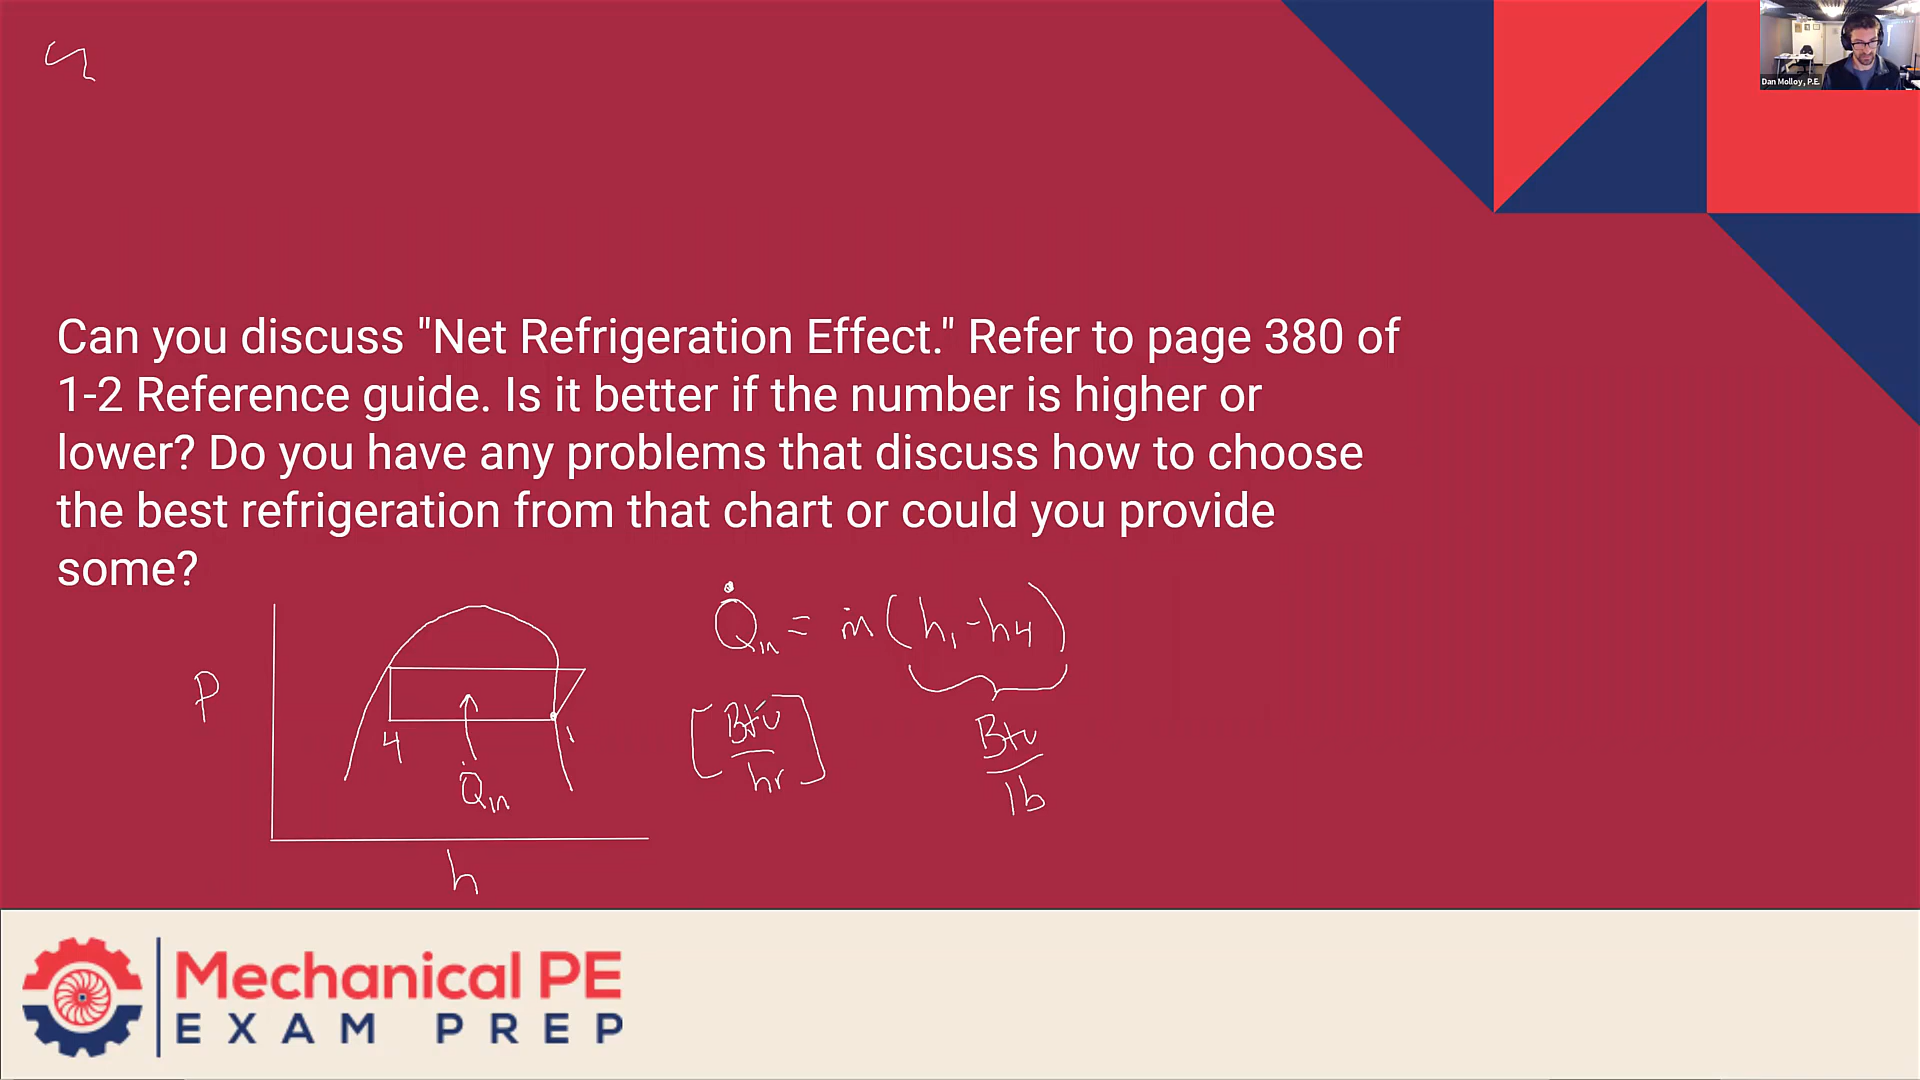 Dan Molloy, P.E.
Can you discuss "Net Refrigeration Effect." Refer to page 380 of
1-2 Reference guide. Is it better if the number is higher or
lower? Do you have any problems that discuss how to choose
the best refrigeration from that chart or could you provide
some?
Q̇in = ṁ(h₁-h4)
P
[Btu/hr]
Btu/lb
4
1
Q̇in
h
Mechanical PE
EXAM PREP